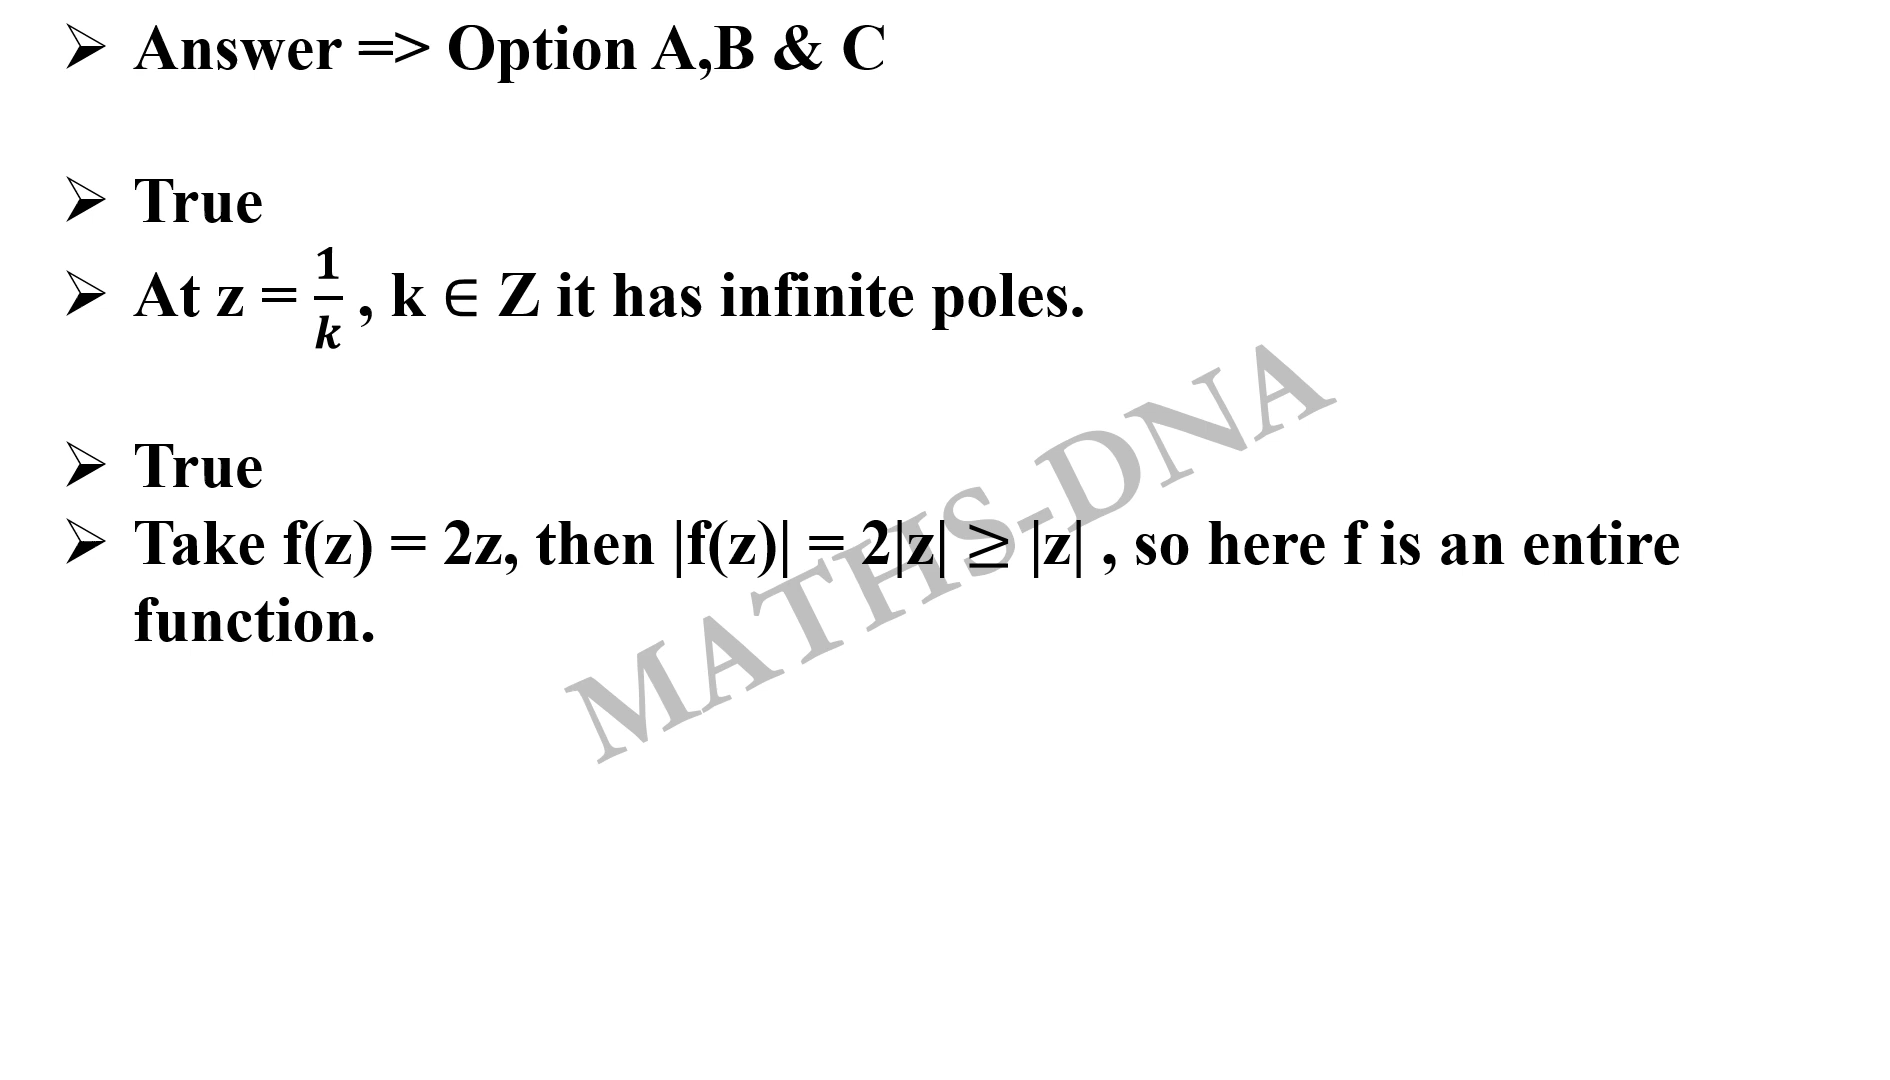 ➢ Answer => Option A,B & C
➢ True
➢ At z = 1/k , k ∈ Z it has infinite poles.
➢ True
➢ Take f(z) = 2z, then |f(z)| = 2|z| ≥ |z| , so here f is an entire
function.
MATHS-DNA